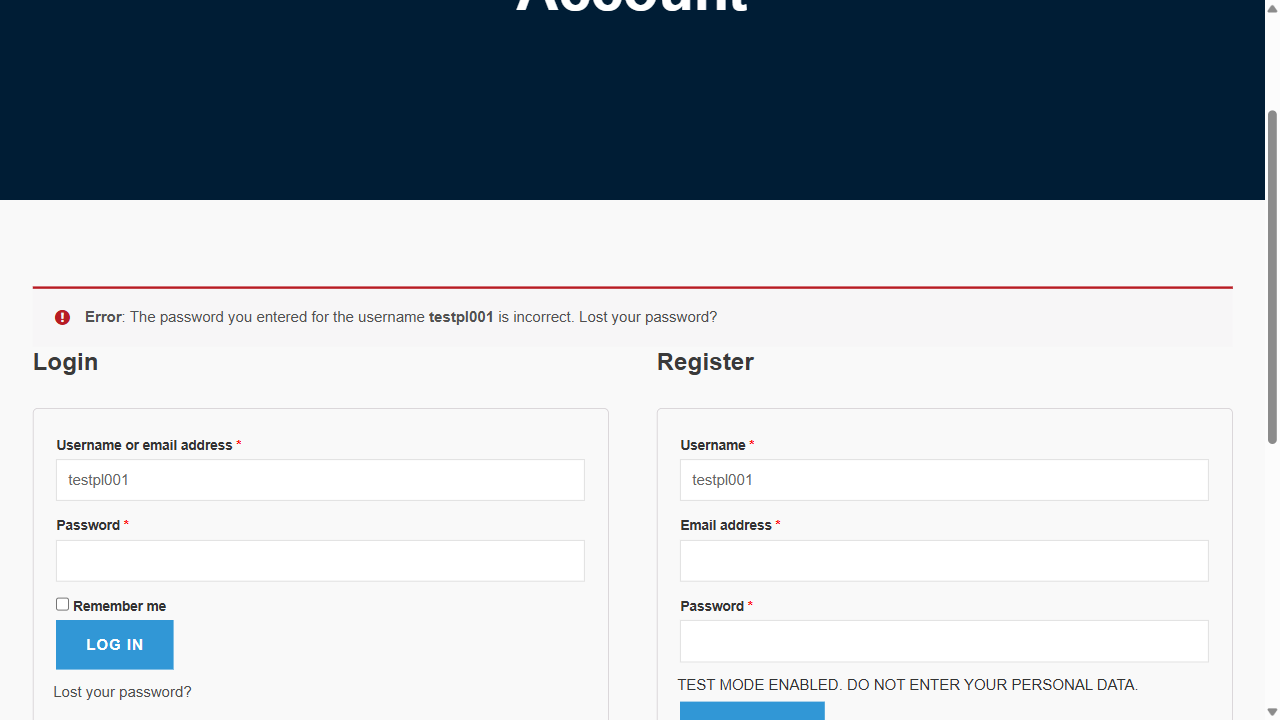 Account
Error: The password you entered for the username testpl001 is incorrect. Lost your password?
Login
Username or email address *
testpl001
Password *
Remember me
LOG IN
Lost your password?
Register
Username *
testpl001
Email address *
Password *
TEST MODE ENABLED. DO NOT ENTER YOUR PERSONAL DATA.